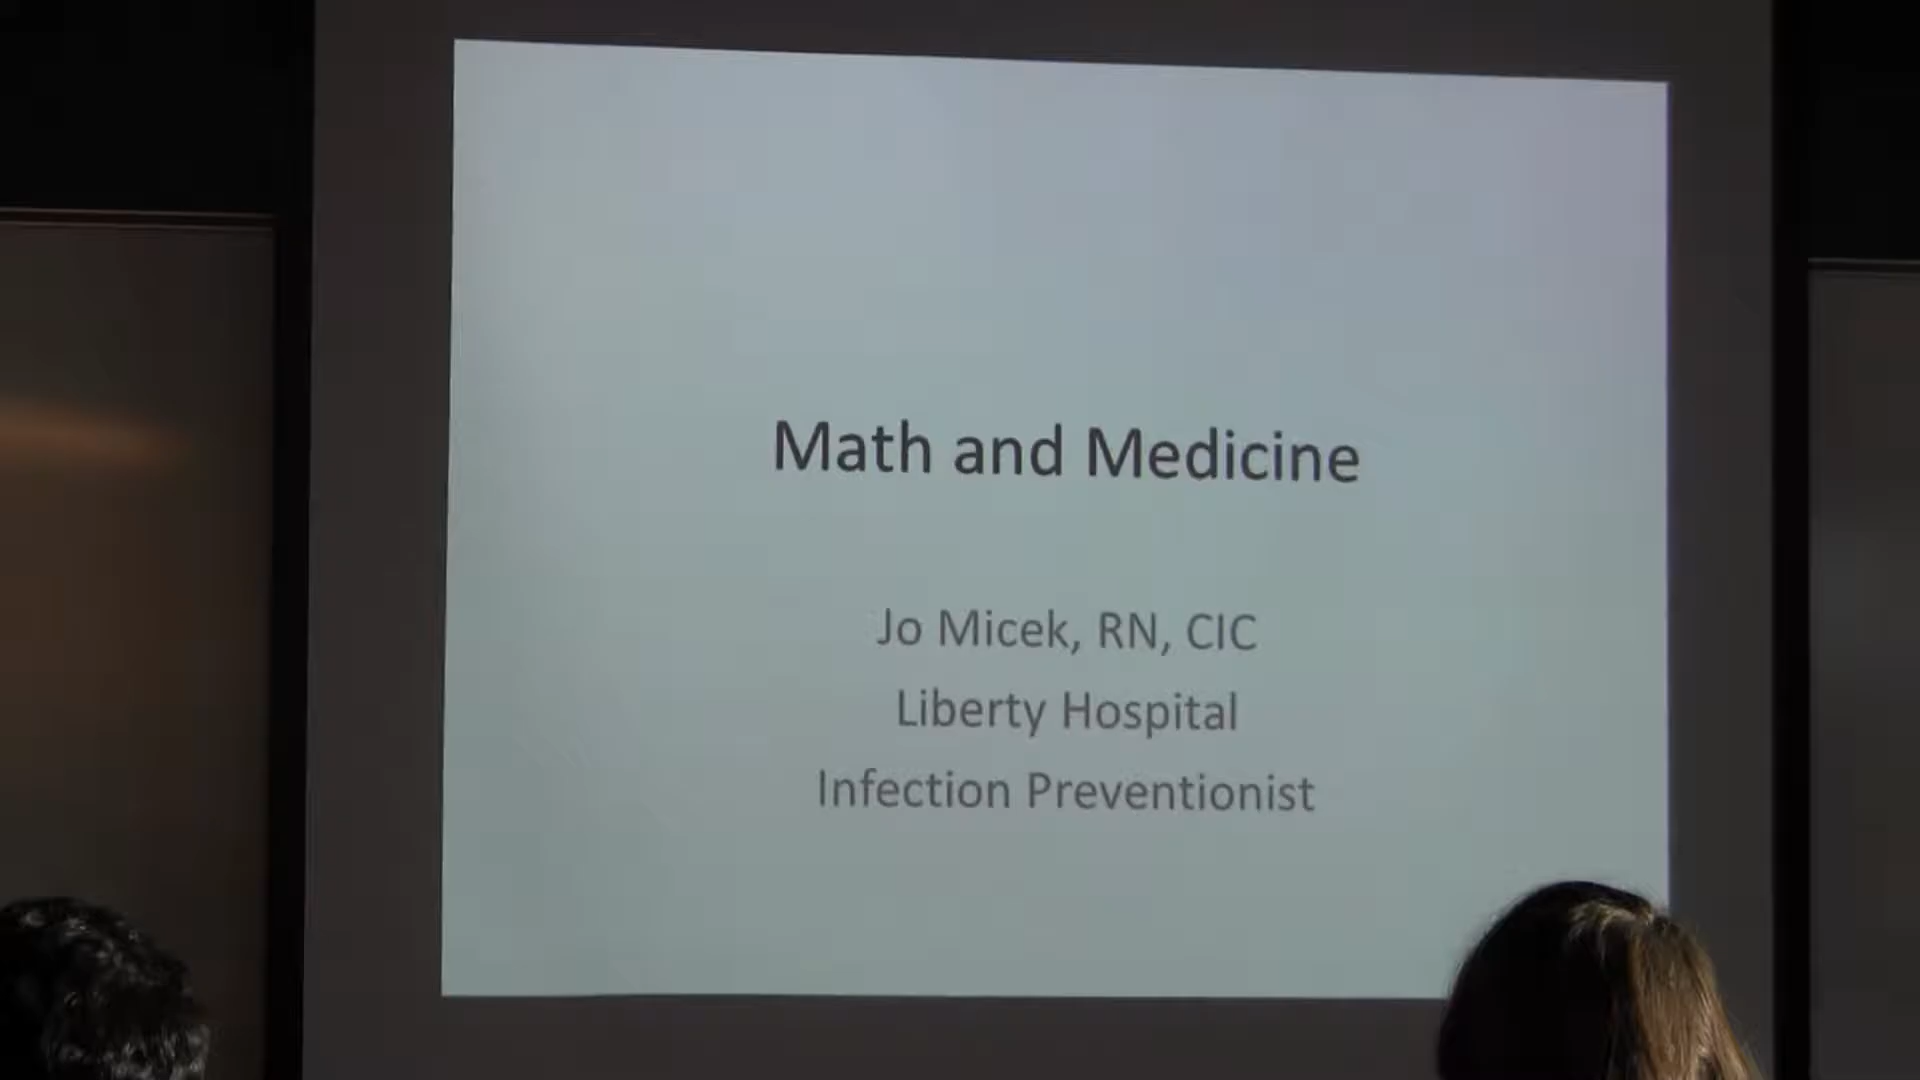 Math and Medicine
Jo Micek, RN, CIC
Liberty Hospital
Infection Preventionist